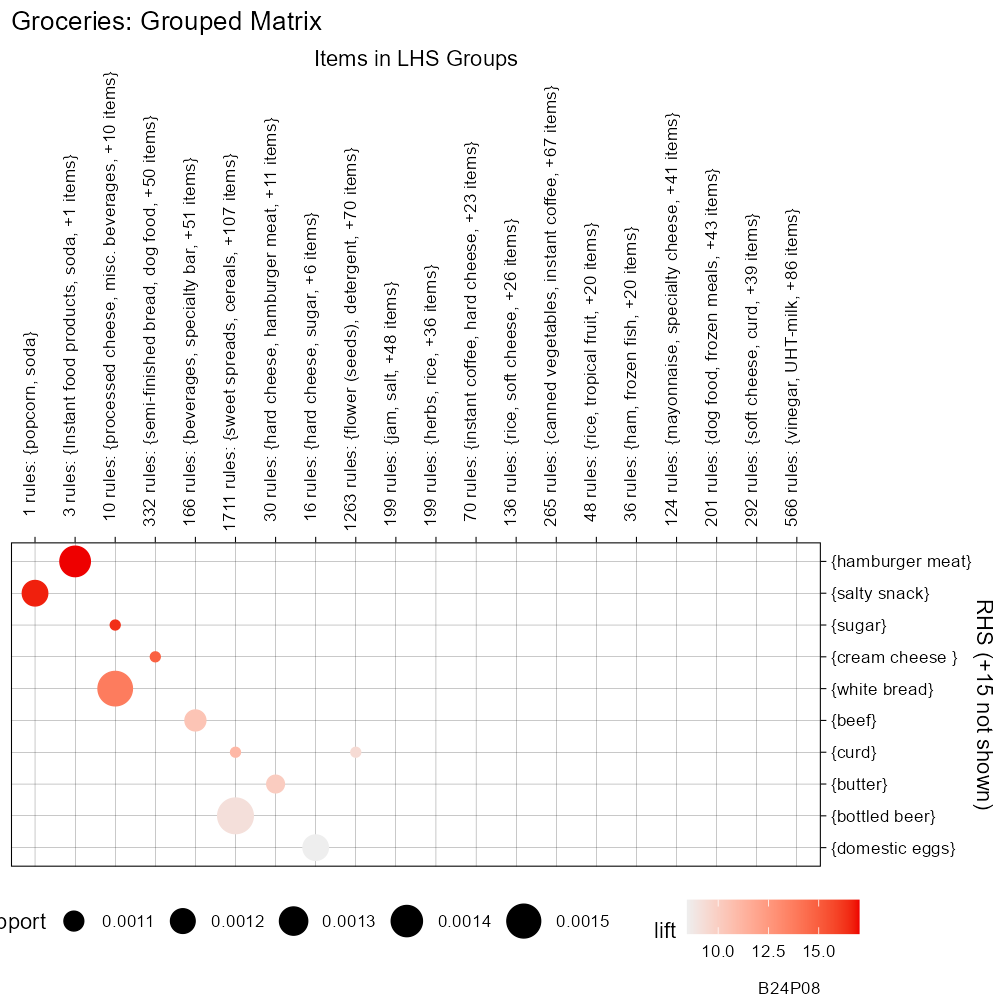 Groceries: Grouped Matrix
Items in LHS Groups
1 rules: {popcorn, soda}
3 rules: {Instant food products, soda, +1 items}
10 rules: {processed cheese, misc. beverages, +10 items}
332 rules: {semi-finished bread, dog food, +50 items}
166 rules: {beverages, specialty bar, +51 items}
1711 rules: {sweet spreads, cereals, +107 items}
30 rules: {hard cheese, hamburger meat, +11 items}
16 rules: {hard cheese, sugar, +6 items}
1263 rules: {flower (seeds), detergent, +70 items}
199 rules: {jam, salt, +48 items}
199 rules: {herbs, rice, +36 items}
70 rules: {instant coffee, hard cheese, +23 items}
136 rules: {rice, soft cheese, +26 items}
265 rules: {canned vegetables, instant coffee, +67 items}
48 rules: {rice, tropical fruit, +20 items}
36 rules: {ham, frozen fish, +20 items}
124 rules: {mayonnaise, specialty cheese, +41 items}
201 rules: {dog food, frozen meals, +43 items}
292 rules: {soft cheese, curd, +39 items}
566 rules: {vinegar, UHT-milk, +86 items}
{hamburger meat}
{salty snack}
{sugar}
{cream cheese }
{white bread}
{beef}
{curd}
{butter}
{bottled beer}
{domestic eggs}
RHS (+15 not shown)
pport 0.0011 0.0012 0.0013 0.0014 0.0015
lift
10.0 12.5 15.0
B24P08